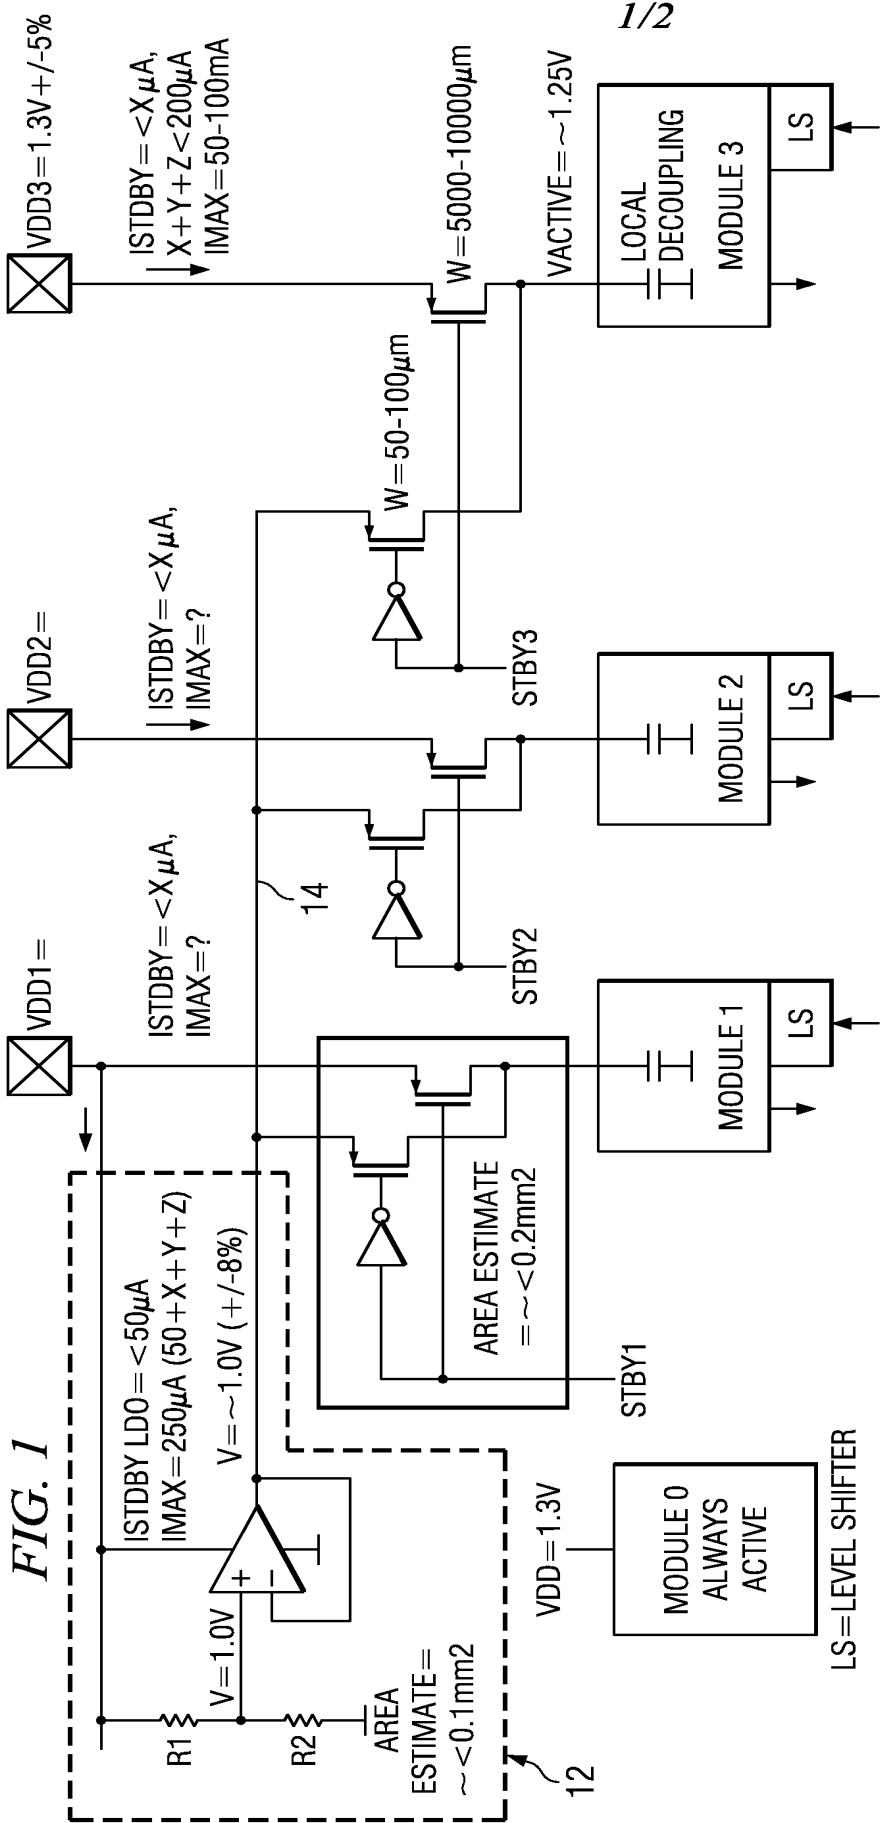 1/2
FIG. 1
VDD1=
VDD2=
VDD3=1.3V+/-5%
ISTDBY LDO=<50µA
IMAX=250µA (50+X+Y+Z)
V=~1.0V (+/-8%)
ISTDBY=<XµA,
IMAX=?
ISTDBY=<XµA,
IMAX=?
ISTDBY=<XµA,
X+Y+Z<200µA
IMAX=50-100mA
R1
R2
V=1.0V
+
−
AREA
ESTIMATE=
~<0.1mm2
12
14
W=50-100µm
W=5000-10000µm
AREA ESTIMATE
=~<0.2mm2
STBY1
STBY2
STBY3
VACTIVE=~1.25V
VDD=1.3V
MODULE 0
ALWAYS
ACTIVE
MODULE 1
LS
MODULE 2
LS
LOCAL
DECOUPLING
MODULE 3
LS
LS=LEVEL SHIFTER